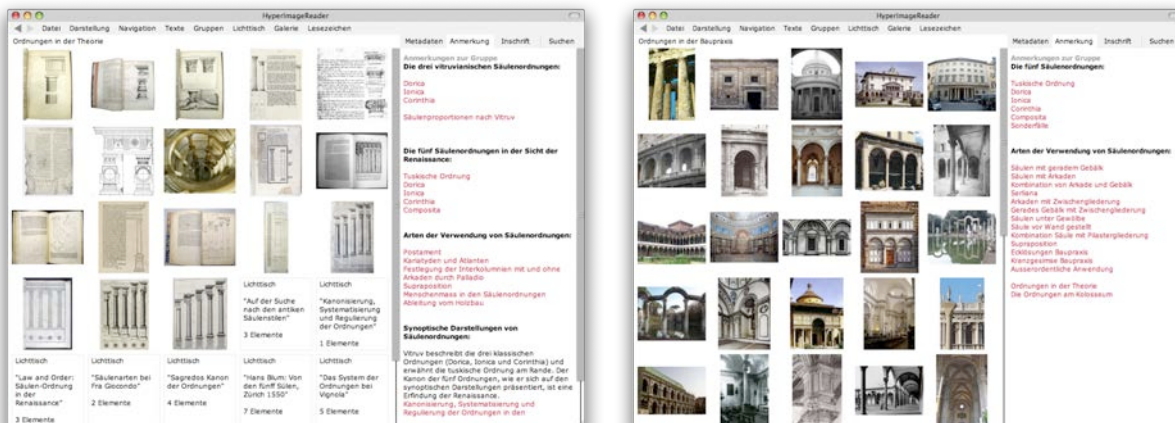 HyperImageReader
Datei Darstellung Navigation Texte Gruppen Lichttisch Galerie Lesezeichen
Ordnungen in der Theorie
Metadaten Anmerkung Inschrift Suchen
Anmerkungen zur Gruppe
Die drei vitruvianischen Säulenordnungen:
Dorica
Ionica
Corinthia
Säulenproportionen nach Vitruv
Die fünf Säulenordnungen in der Sicht der
Renaissance:
Tuskische Ordnung
Dorica
Ionica
Corinthia
Composita
Arten der Verwendung von Säulenordnungen:
Postament
Kariatyden und Atlanten
Festlegung der Interkolumnien mit und ohne
Arkaden durch Palladio
Supraposition
Menschenmass in den Säulenordnungen
Ableitung vom Holzbau
Synoptische Darstellungen von
Säulenordnungen:
Vitruv beschreibt die drei klassischen
Ordnungen (Dorica, Ionica und Corinthia) und
erwähnt die tuskische Ordnung am Rande. Der
Kanon der fünf Ordnungen, wie er sich auf den
synoptischen Darstellungen präsentiert, ist eine
Erfindung der Renaissance.
Kanonisierung, Systematisierung und
Regulierung der Ordnungen in den
Lichttisch
"Auf der Suche
nach den antiken
Säulenstilen"
3 Elemente
Lichttisch
"Kanonisierung,
Systematisierung
und Regulierung
der Ordnungen"
1 Elemente
Lichttisch
"Law and Order:
Säulen-Ordnung
in der
Renaissance"
3 Elemente
Lichttisch
"Säulenarten bei
Fra Giocondo"
2 Elemente
Lichttisch
"Sagredos Kanon
der Ordnungen"
4 Elemente
Lichttisch
"Hans Blum: Von
den fünff Sülen,
Zürich 1550"
7 Elemente
Lichttisch
"Das System der
Ordnungen bei
Vignola"
5 Elemente
HyperImageReader
Datei Darstellung Navigation Texte Gruppen Lichttisch Galerie Lesezeichen
Ordnungen in der Baupraxis
Metadaten Anmerkung Inschrift Suchen
Anmerkungen zur Gruppe
Die fünf Säulenordnungen:
Tuskische Ordnung
Dorica
Ionica
Corinthia
Composita
Sonderfälle
Arten der Verwendung von Säulenordnungen:
Säulen mit geradem Gebälk
Säulen mit Arkaden
Kombination von Arkade und Gebälk
Serliana
Arkaden mit Zwischengliederung
Gerades Gebälk mit Zwischengliederung
Säulen unter Gewölbe
Säule vor Wand gestellt
Kombination Säule mit Pilastergliederung
Supraposition
Ecklösungen Baupraxis
Kranzgesimse Baupraxis
Ausserordentliche Anwendung
Ordnungen in der Theorie
Die Ordnungen am Kolosseum